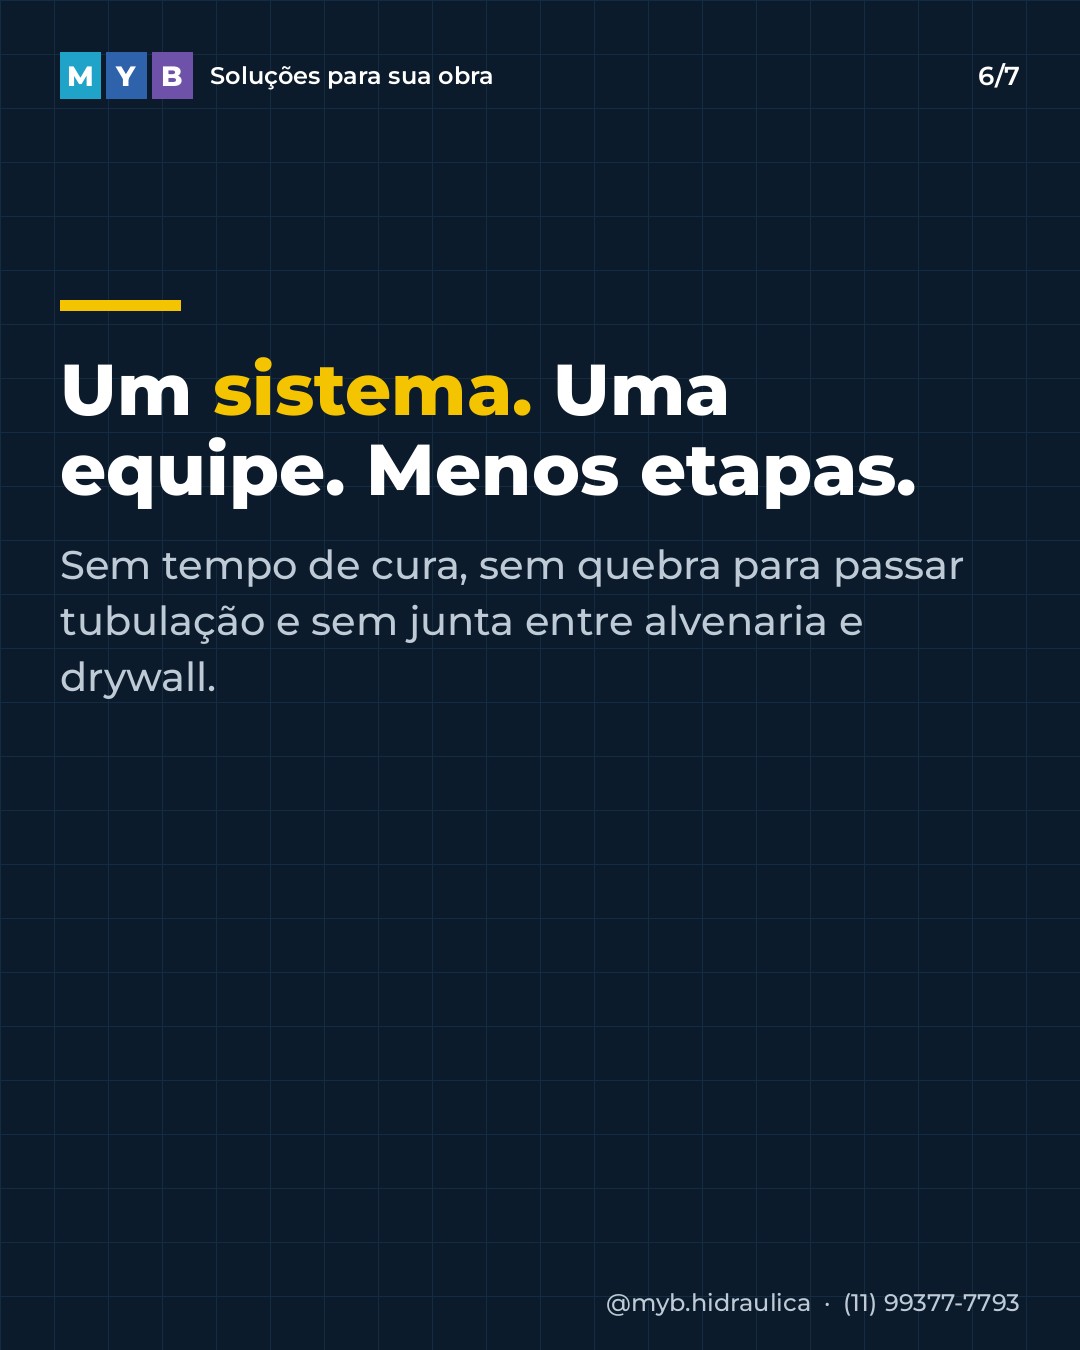 MYB Soluções para sua obra 6/7
Um sistema. Uma
equipe. Menos etapas.
Sem tempo de cura, sem quebra para passar
tubulação e sem junta entre alvenaria e
drywall.
@myb.hidraulica · (11) 99377-7793